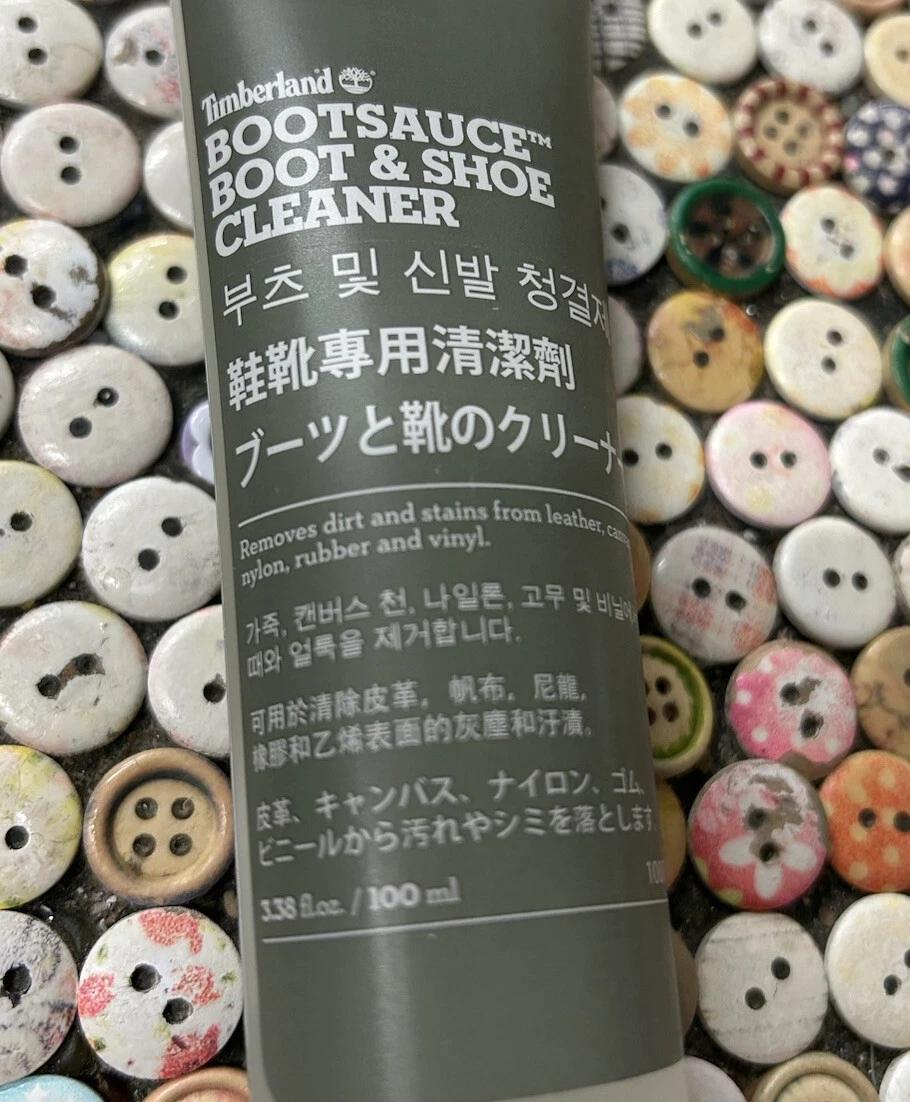 Timberland
BOOTSAUCE™
BOOT & SHOE
CLEANER
부츠 및 신발 청결제
鞋靴專用清潔劑
ブーツと靴のクリーナ
Removes dirt and stains from leather,
nylon, rubber and vinyl.
가죽, 캔버스 천, 나일론, 고무 및 비닐에
때와 얼룩을 제거합니다.
可用於清除皮革, 帆布, 尼龍,
橡膠和乙烯表面的灰塵和汙漬。
皮革、キャンバス、ナイロン、ゴム、
ビニールから汚れやシミを落とします
3.38 fl.oz. / 100 ml